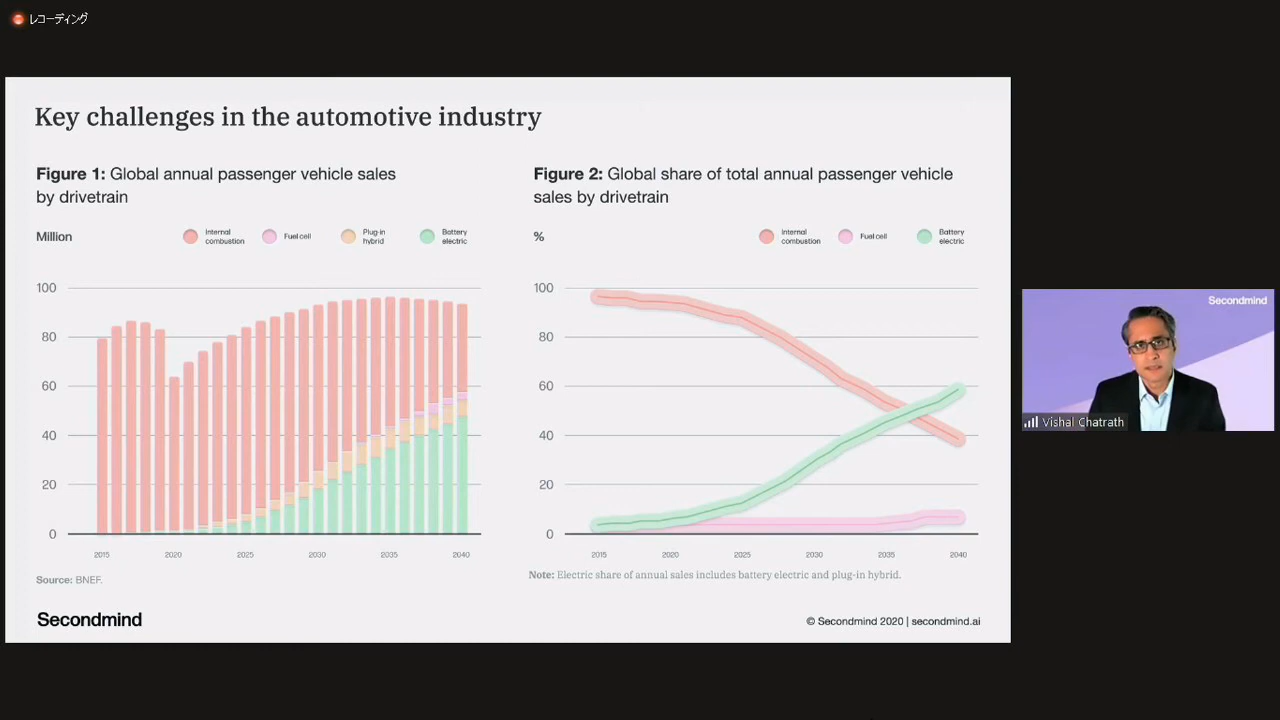 レコーディング
Key challenges in the automotive industry
Figure 1: Global annual passenger vehicle sales
by drivetrain
Million
Internal
combustion
Fuel cell
Plug-in
hybrid
Battery
electric
100
80
60
40
20
0
2015
2020
2025
2030
2035
2040
Source: BNEF.
Figure 2: Global share of total annual passenger vehicle
sales by drivetrain
%
Internal
combustion
Fuel cell
Battery
electric
100
80
60
40
20
0
2015
2020
2025
2030
2035
2040
Note: Electric share of annual sales includes battery electric and plug-in hybrid.
Secondmind
© Secondmind 2020 | secondmind.ai
Secondmind
Vishal Chatrath